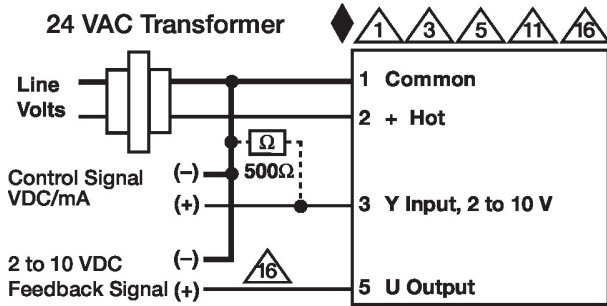 24 VAC Transformer
1 3 5 11 16
Line
Volts
1 Common
2 + Hot
Ω
500Ω
Control Signal (–)
VDC/mA
(+)
3 Y Input, 2 to 10 V
2 to 10 VDC (–)
16
Feedback Signal (+)
5 U Output